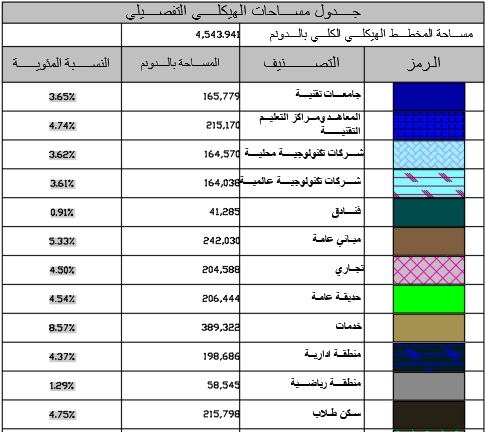 جدول مساحات الهيكلي التفصيلي
مساحة المخطط الهيكلي الكلي بالدونم 4,543.941
الرمز التصنيف المساحة بالدونم النسبة المئوية
جامعات تقنية 165,779 3.65%
المعاهد ومراكز التعليم التقنية 215,170 4.74%
شركات تكنولوجية محلية 164,570 3.62%
شركات تكنولوجية عالمية 164,038 3.61%
فنادق 41,285 0.91%
مباني عامة 242,030 5.33%
تجاري 204,588 4.50%
حديقة عامة 206,444 4.54%
خدمات 389,322 8.57%
منطقة ادارية 198,686 4.37%
منطقة رياضية 58,545 1.29%
سكن طلاب 215,798 4.75%